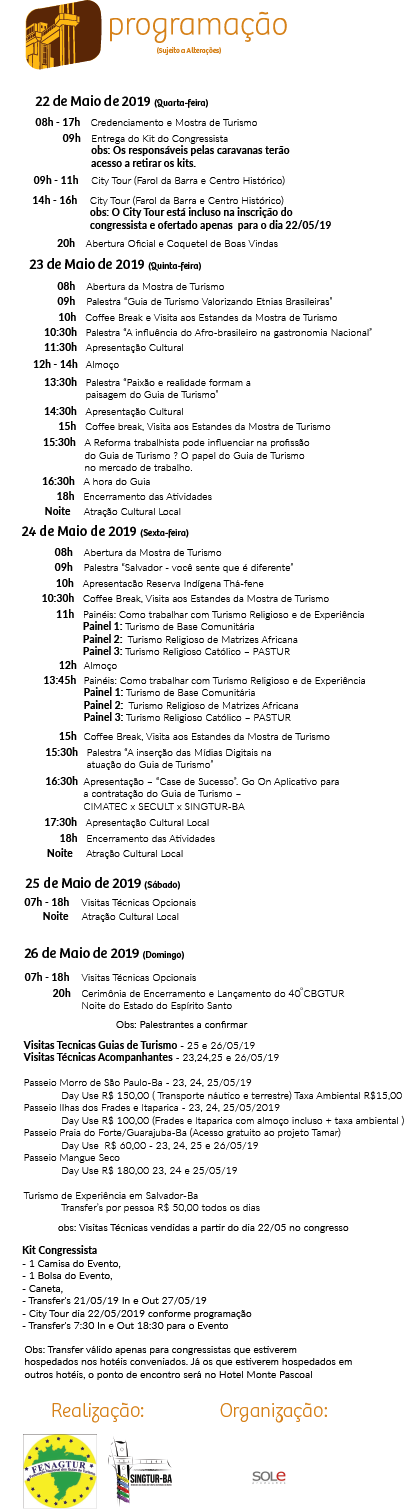 programação
(Sujeito a Alterações)
22 de Maio de 2019 (Quarta-feira)
08h - 17h Credenciamento e Mostra de Turismo
09h Entrega do Kit do Congressista
obs: Os responsáveis pelas caravanas terão
acesso a retirar os kits.
09h - 11h City Tour (Farol da Barra e Centro Histórico)
14h - 16h City Tour (Farol da Barra e Centro Histórico)
obs: O City Tour está incluso na inscrição do
congressista e ofertado apenas para o dia 22/05/19
20h Abertura Oficial e Coquetel de Boas Vindas
23 de Maio de 2019 (Quinta-feira)
08h Abertura da Mostra de Turismo
09h Palestra “Guia de Turismo Valorizando Etnias Brasileiras”
10h Coffee Break e Visita aos Estandes da Mostra de Turismo
10:30h Palestra “A influência do Afro-brasileiro na gastronomia Nacional”
11:30h Apresentação Cultural
12h - 14h Almoço
13:30h Palestra “Paixão e realidade formam a
paisagem do Guia de Turismo”
14:30h Apresentação Cultural
15h Coffee break, Visita aos Estandes da Mostra de Turismo
15:30h A Reforma trabalhista pode influenciar na profissão
do Guia de Turismo ? O papel do Guia de Turismo
no mercado de trabalho.
16:30h A hora do Guia
18h Encerramento das Atividades
Noite Atração Cultural Local
24 de Maio de 2019 (Sexta-feira)
08h Abertura da Mostra de Turismo
09h Palestra “Salvador - você sente que é diferente”
10h Apresentacão Reserva Indígena Thá-fene
10:30h Coffee Break, Visita aos Estandes da Mostra de Turismo
11h Painéis: Como trabalhar com Turismo Religioso e de Experiência
Painel 1: Turismo de Base Comunitária
Painel 2: Turismo Religioso de Matrizes Africana
Painel 3: Turismo Religioso Católico – PASTUR
12h Almoço
13:45h Painéis: Como trabalhar com Turismo Religioso e de Experiência
Painel 1: Turismo de Base Comunitária
Painel 2: Turismo Religioso de Matrizes Africana
Painel 3: Turismo Religioso Católico – PASTUR
15h Coffee Break, Visita aos Estandes da Mostra de Turismo
15:30h Palestra “A inserção das Mídias Digitais na
atuação do Guia de Turismo”
16:30h Apresentação – “Case de Sucesso”. Go On Aplicativo para
a contratação do Guia de Turismo –
CIMATEC x SECULT x SINGTUR-BA
17:30h Apresentação Cultural Local
18h Encerramento das Atividades
Noite Atração Cultural Local
25 de Maio de 2019 (Sábado)
07h - 18h Visitas Técnicas Opcionais
Noite Atração Cultural Local
26 de Maio de 2019 (Domingo)
07h - 18h Visitas Técnicas Opcionais
20h Cerimônia de Encerramento e Lançamento do 40°CBGTUR
Noite do Estado do Espírito Santo
Obs: Palestrantes a confirmar
Visitas Tecnicas Guias de Turismo - 25 e 26/05/19
Visitas Técnicas Acompanhantes - 23,24,25 e 26/05/19
Passeio Morro de São Paulo-Ba - 23, 24, 25/05/19
Day Use R$ 150,00 ( Transporte náutico e terrestre) Taxa Ambiental R$15,00
Passeio Ilhas dos Frades e Itaparica - 23, 24, 25/05/2019
Day Use R$ 100,00 (Frades e Itaparica com almoço incluso + taxa ambiental )
Passeio Praia do Forte/Guarajuba-Ba (Acesso gratuito ao projeto Tamar)
Day Use R$ 60,00 - 23, 24, 25 e 26/05/19
Passeio Mangue Seco
Day Use R$ 180,00 23, 24 e 25/05/19
Turismo de Experiência em Salvador-Ba
Transfer's por pessoa R$ 50,00 todos os dias
obs: Visitas Técnicas vendidas a partir do dia 22/05 no congresso
Kit Congressista
- 1 Camisa do Evento,
- 1 Bolsa do Evento,
- Caneta,
- Transfer's 21/05/19 In e Out 27/05/19
- City Tour dia 22/05/2019 conforme programação
- Transfer's 7:30 In e Out 18:30 para o Evento
Obs: Transfer válido apenas para congressistas que estiverem
hospedados nos hotéis conveniados. Já os que estiverem hospedados em
outros hotéis, o ponto de encontro será no Hotel Monte Pascoal
Realização: Organização:
FENAGTUR
SINGTUR-BA
SOLe